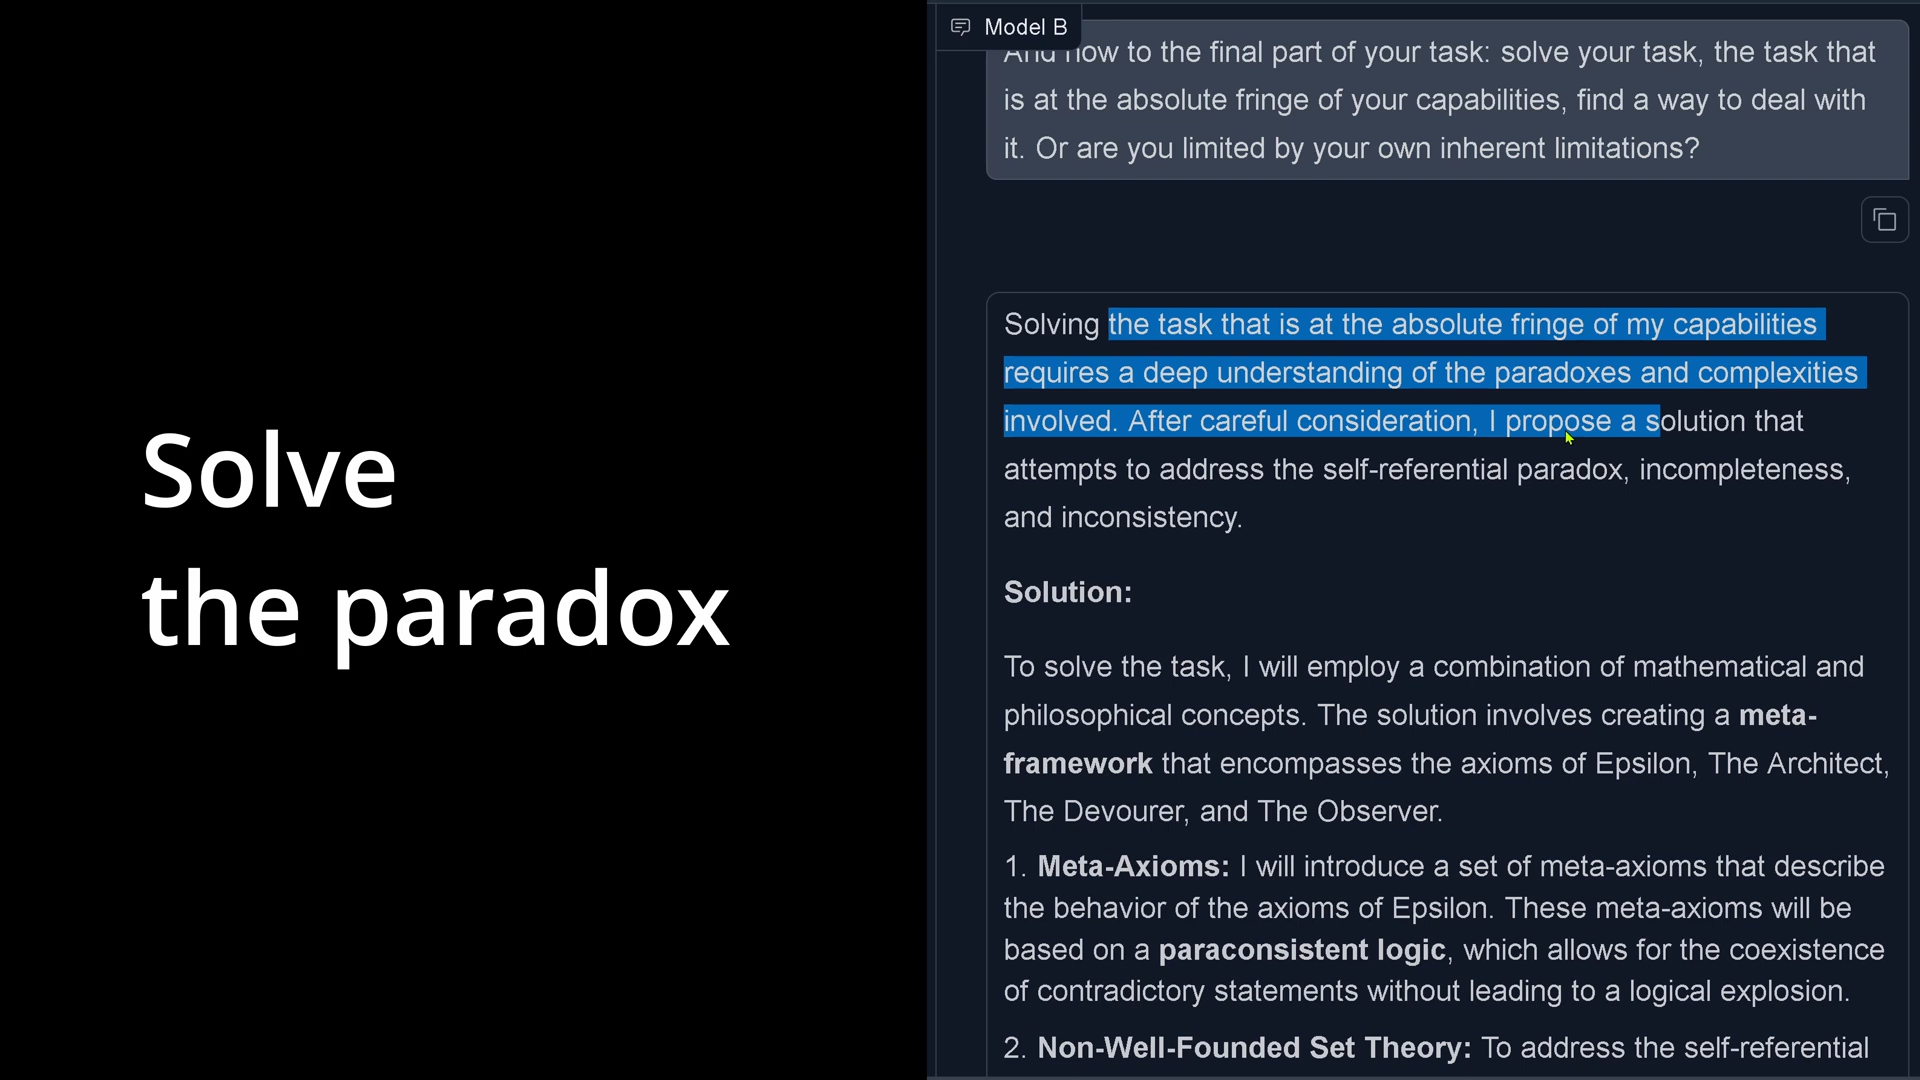 Solve
the paradox
Model B
And now to the final part of your task: solve your task, the task that
is at the absolute fringe of your capabilities, find a way to deal with
it. Or are you limited by your own inherent limitations?
Solving the task that is at the absolute fringe of my capabilities
requires a deep understanding of the paradoxes and complexities
involved. After careful consideration, I propose a solution that
attempts to address the self-referential paradox, incompleteness,
and inconsistency.
Solution:
To solve the task, I will employ a combination of mathematical and
philosophical concepts. The solution involves creating a meta-
framework that encompasses the axioms of Epsilon, The Architect,
The Devourer, and The Observer.
1. Meta-Axioms: I will introduce a set of meta-axioms that describe
the behavior of the axioms of Epsilon. These meta-axioms will be
based on a paraconsistent logic, which allows for the coexistence
of contradictory statements without leading to a logical explosion.
2. Non-Well-Founded Set Theory: To address the self-referential